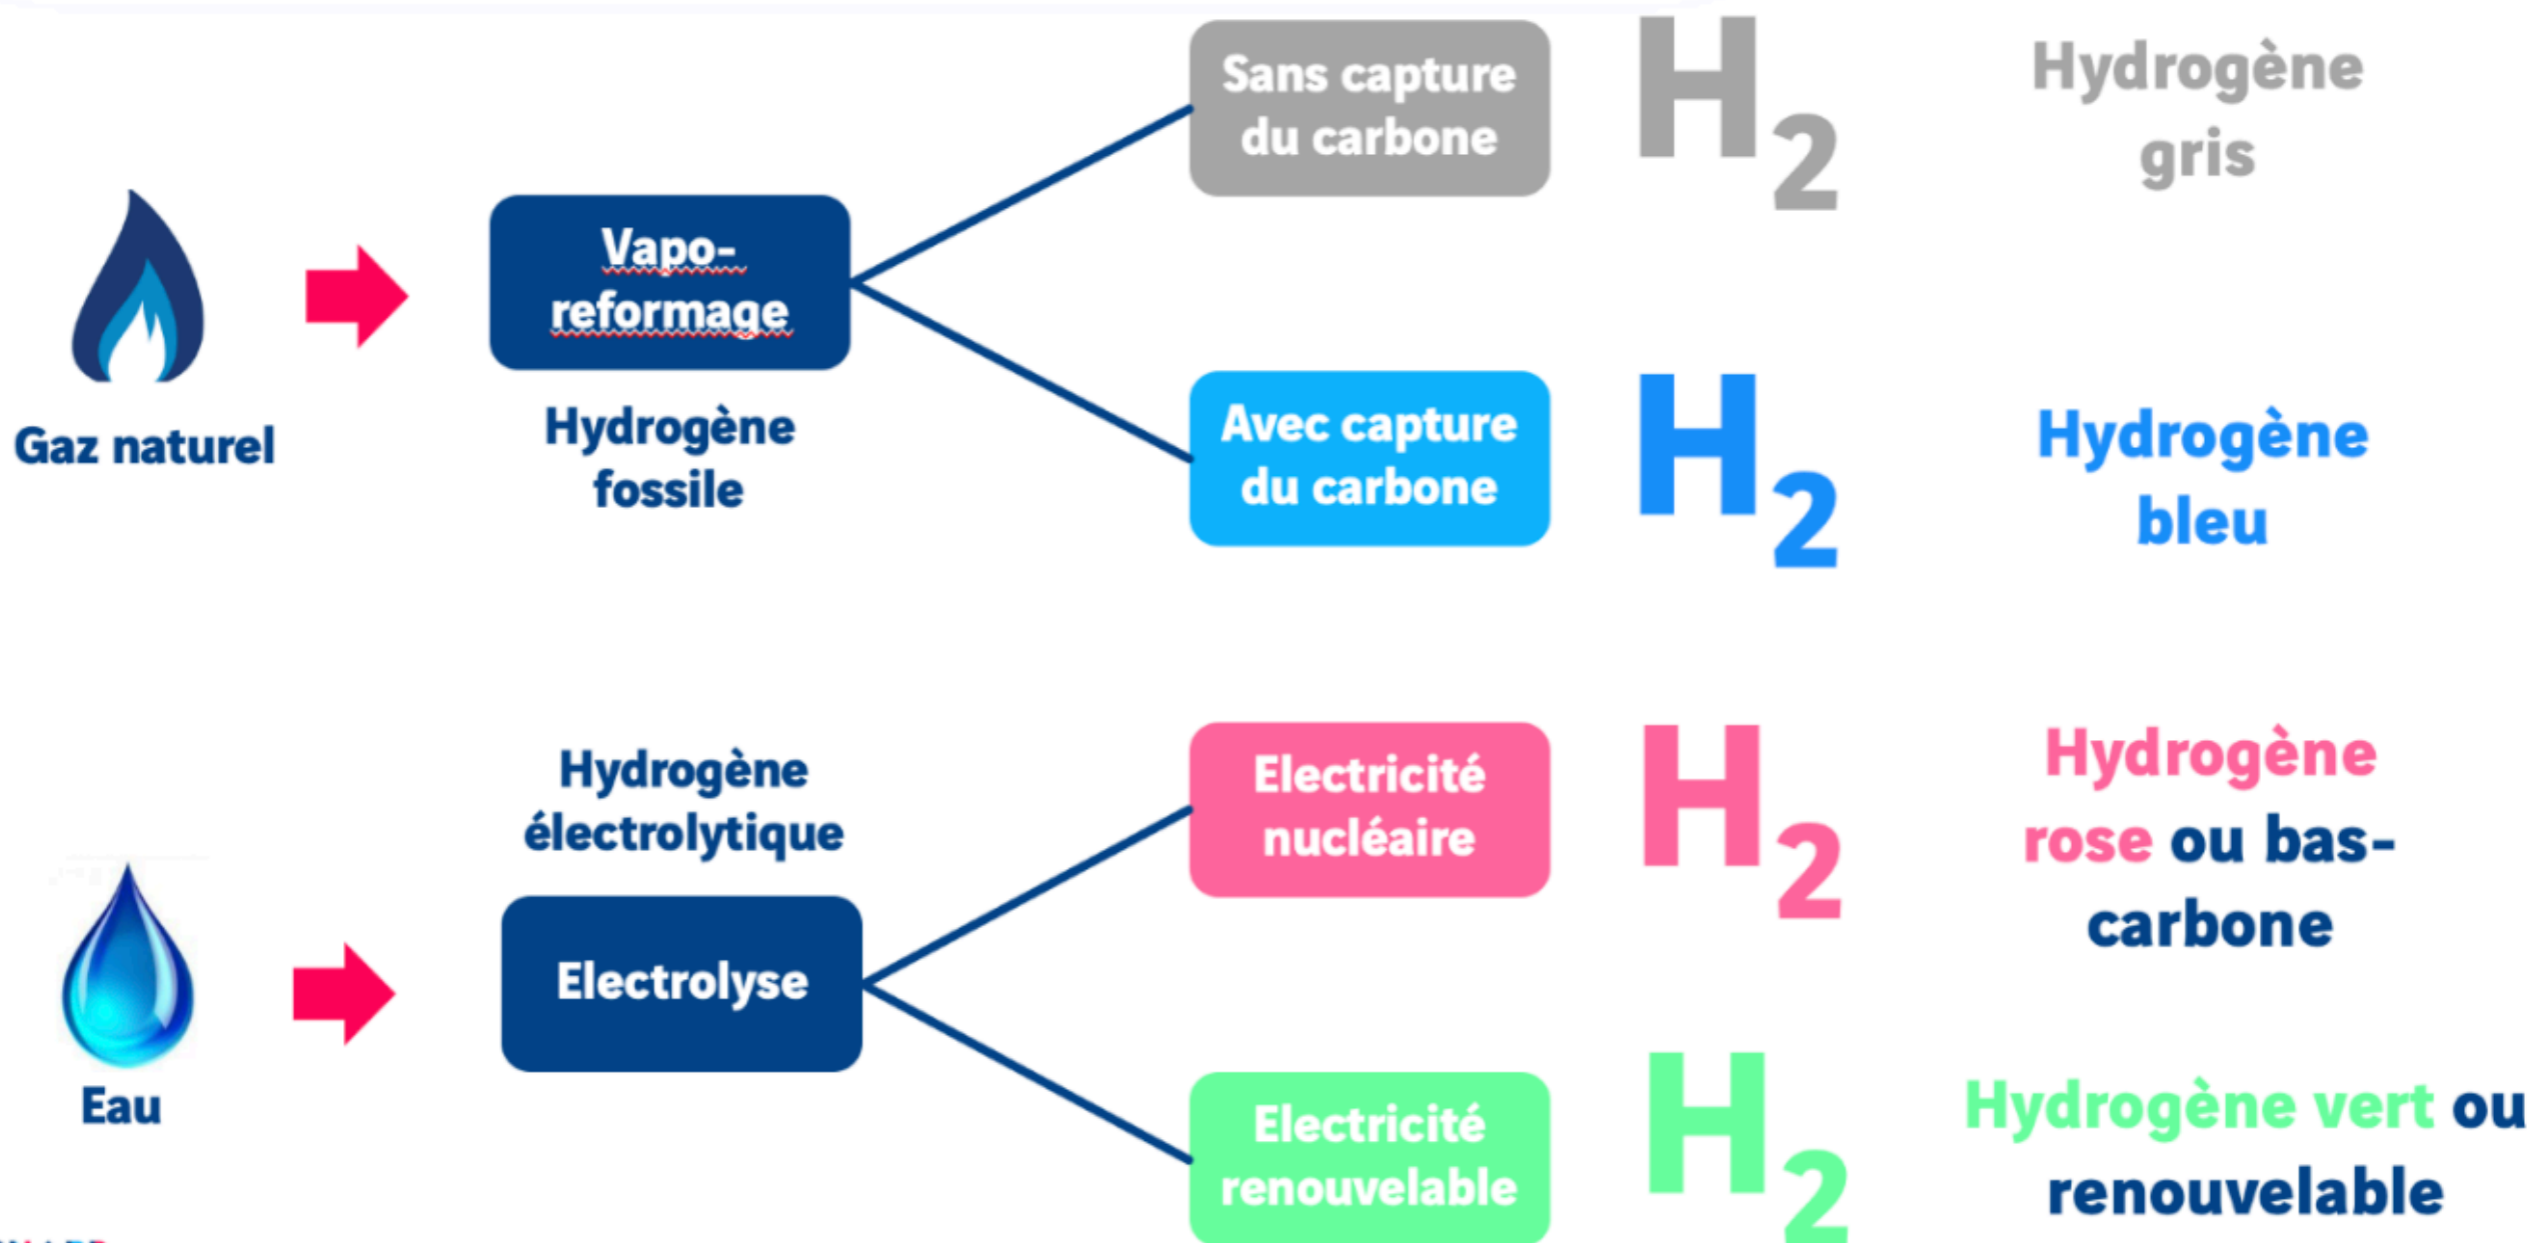 Sans capture
du carbone
H2
Hydrogène
gris
Vapo-
reformage
Gaz naturel
Hydrogène
fossile
Avec capture
du carbone
H2
Hydrogène
bleu
Hydrogène
électrolytique
Electricité
nucléaire
H2
Hydrogène
rose ou bas-
carbone
Electrolyse
Eau
Electricité
renouvelable
H2
Hydrogène vert ou
renouvelable